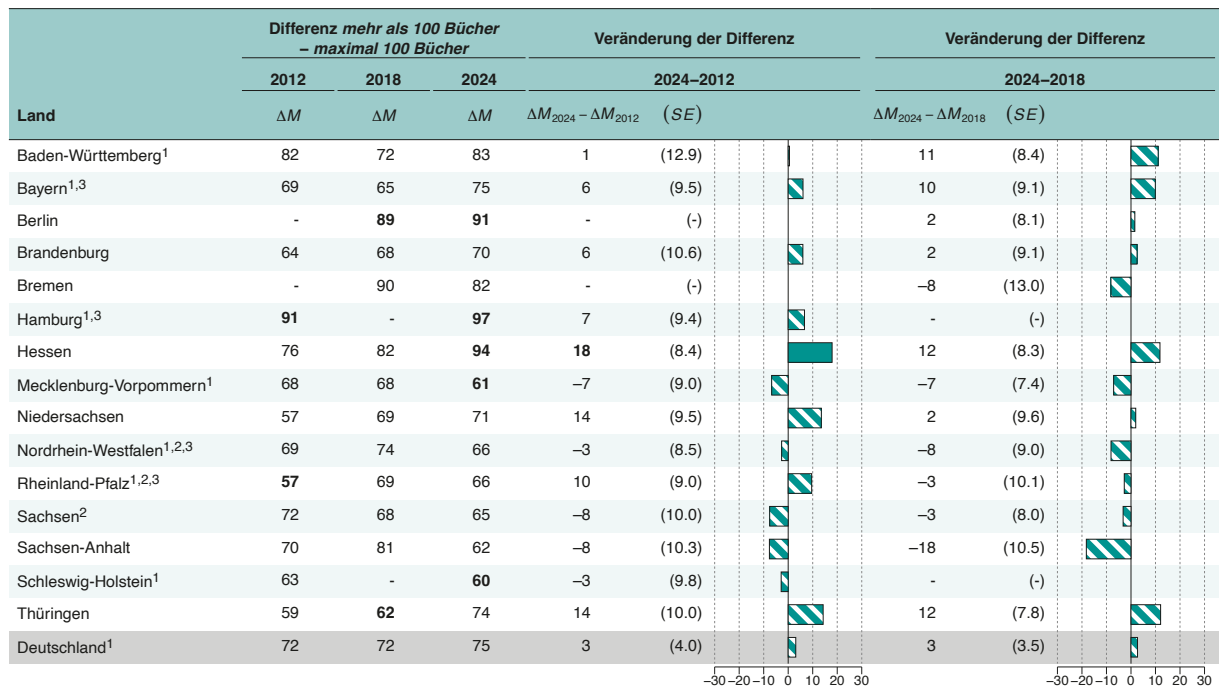 Differenz mehr als 100 Bücher – maximal 100 Bücher Veränderung der Differenz Veränderung der Differenz
2012 2018 2024 2024–2012 2024–2018
Land ΔM ΔM ΔM ΔM2024 – ΔM2012 (SE) ΔM2024 – ΔM2018 (SE)
Baden-Württemberg1 82 72 83 1 (12.9) 11 (8.4)
Bayern1,3 69 65 75 6 (9.5) 10 (9.1)
Berlin - 89 91 - (-) 2 (8.1)
Brandenburg 64 68 70 6 (10.6) 2 (9.1)
Bremen - 90 82 - (-) –8 (13.0)
Hamburg1,3 91 - 97 7 (9.4) - (-)
Hessen 76 82 94 18 (8.4) 12 (8.3)
Mecklenburg-Vorpommern1 68 68 61 –7 (9.0) –7 (7.4)
Niedersachsen 57 69 71 14 (9.5) 2 (9.6)
Nordrhein-Westfalen1,2,3 69 74 66 –3 (8.5) –8 (9.0)
Rheinland-Pfalz1,2,3 57 69 66 10 (9.0) –3 (10.1)
Sachsen2 72 68 65 –8 (10.0) –3 (8.0)
Sachsen-Anhalt 70 81 62 –8 (10.3) –18 (10.5)
Schleswig-Holstein1 63 - 60 –3 (9.8) - (-)
Thüringen 59 62 74 14 (10.0) 12 (7.8)
Deutschland1 72 72 75 3 (4.0) 3 (3.5)
–30 –20 –10 0 10 20 30 –30 –20 –10 0 10 20 30